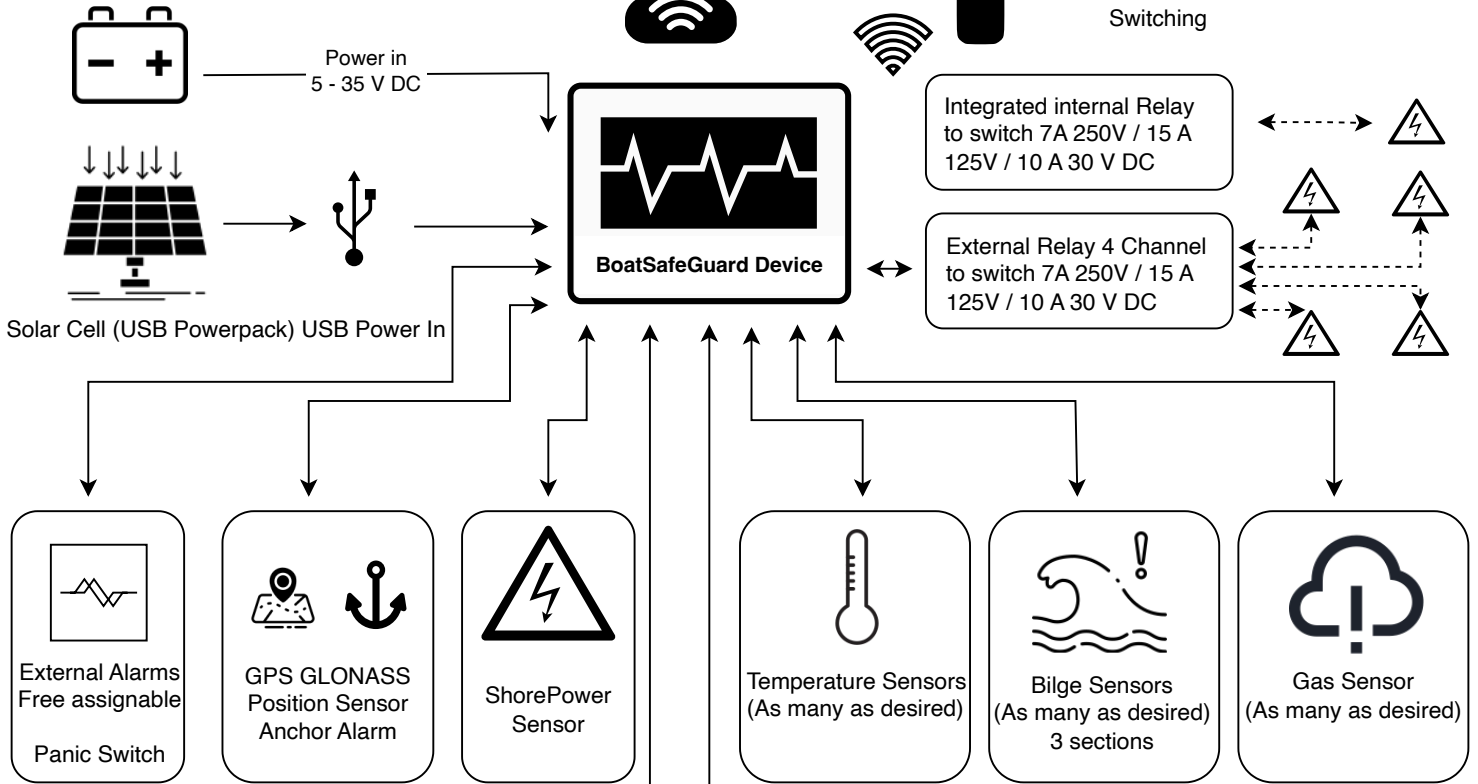 Switching
Power in
5 - 35 V DC
Integrated internal Relay
to switch 7A 250V / 15 A
125V / 10 A 30 V DC
External Relay 4 Channel
to switch 7A 250V / 15 A
125V / 10 A 30 V DC
BoatSafeGuard Device
Solar Cell (USB Powerpack) USB Power In
External Alarms
Free assignable
Panic Switch
GPS GLONASS
Position Sensor
Anchor Alarm
ShorePower
Sensor
Temperature Sensors
(As many as desired)
Bilge Sensors
(As many as desired)
3 sections
Gas Sensor
(As many as desired)